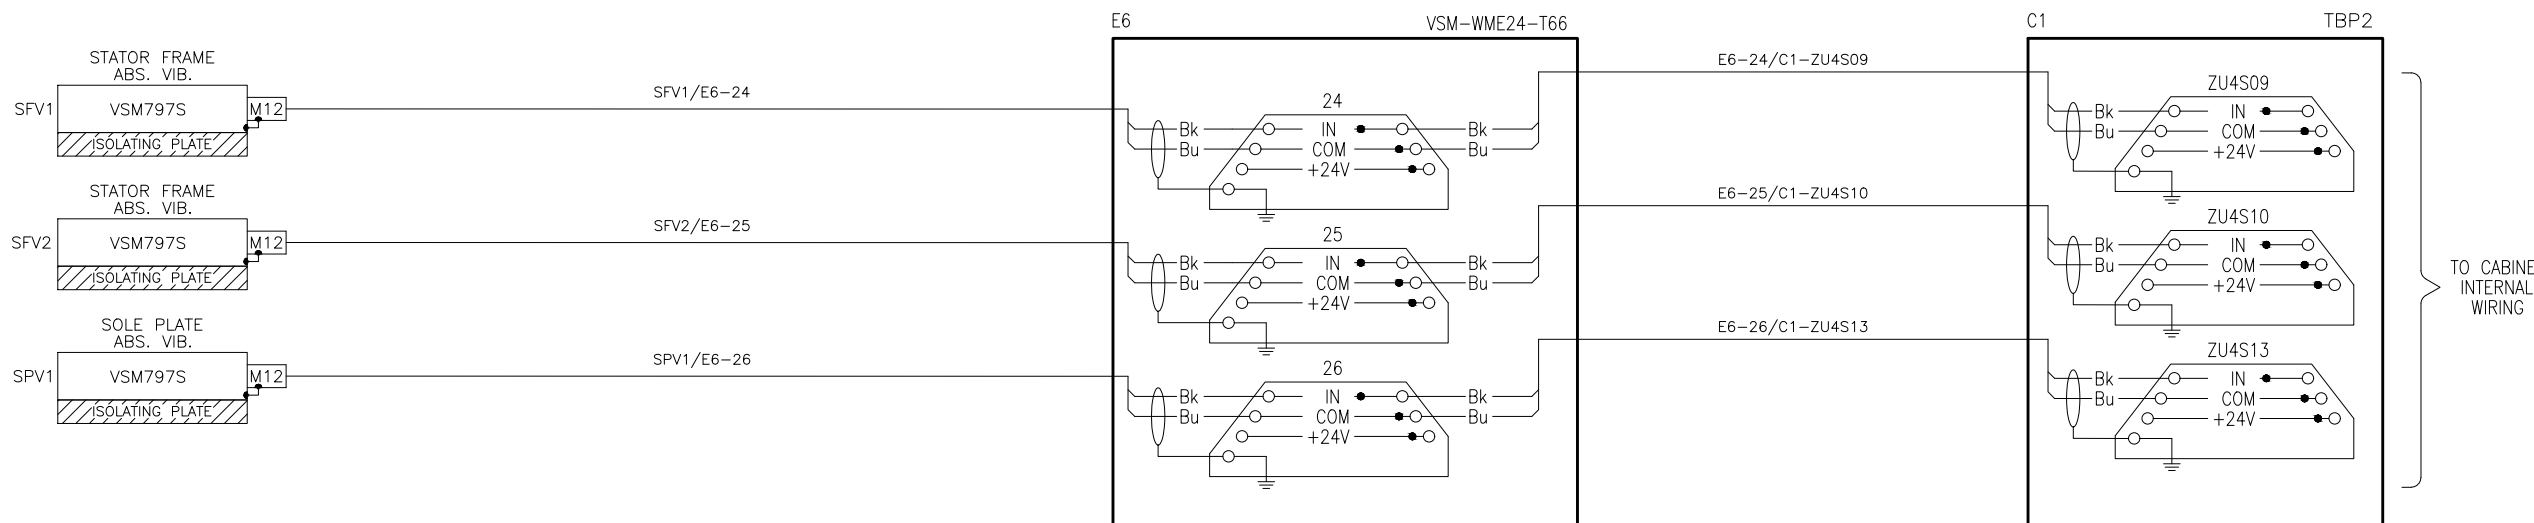 E6
VSM-WME24-T66
C1
TBP2
STATOR FRAME
ABS. VIB.
SFV1
VSM797S
M12
ISOLATING PLATE
SFV1/E6-24
24
Bk
IN
Bk
Bu
COM
Bu
+24V
E6-24/C1-ZU4S09
ZU4S09
Bk
IN
Bu
COM
+24V
STATOR FRAME
ABS. VIB.
SFV2
VSM797S
M12
ISOLATING PLATE
SFV2/E6-25
25
Bk
IN
Bk
Bu
COM
Bu
+24V
E6-25/C1-ZU4S10
ZU4S10
Bk
IN
Bu
COM
+24V
SOLE PLATE
ABS. VIB.
SPV1
VSM797S
M12
ISOLATING PLATE
SPV1/E6-26
26
Bk
IN
Bk
Bu
COM
Bu
+24V
E6-26/C1-ZU4S13
ZU4S13
Bk
IN
Bu
COM
+24V
TO CABINE
INTERNAL
WIRING